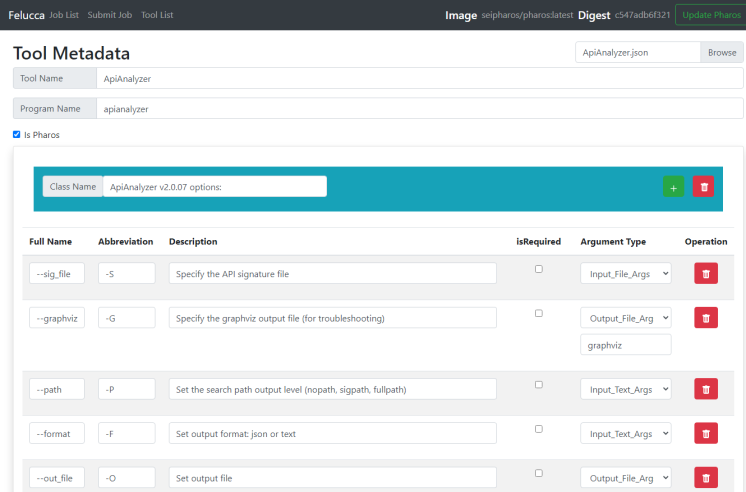 Felucca Job List Submit Job Tool List Image seipharos/pharos:latest Digest c547adb6f321 Update Pharos
Tool Metadata ApiAnalyzer.json Browse
Tool Name ApiAnalyzer
Program Name apianalyzer
Is Pharos
Class Name ApiAnalyzer v2.0.07 options: +
Full Name Abbreviation Description isRequired Argument Type Operation
--sig_file -S Specify the API signature file Input_File_Args
--graphviz -G Specify the graphviz output file (for troubleshooting) Output_File_Arg
graphviz
--path -P Set the search path output level (nopath, sigpath, fullpath) Input_Text_Args
--format -F Set output format: json or text Input_Text_Args
--out_file -O Set output file Output_File_Arg